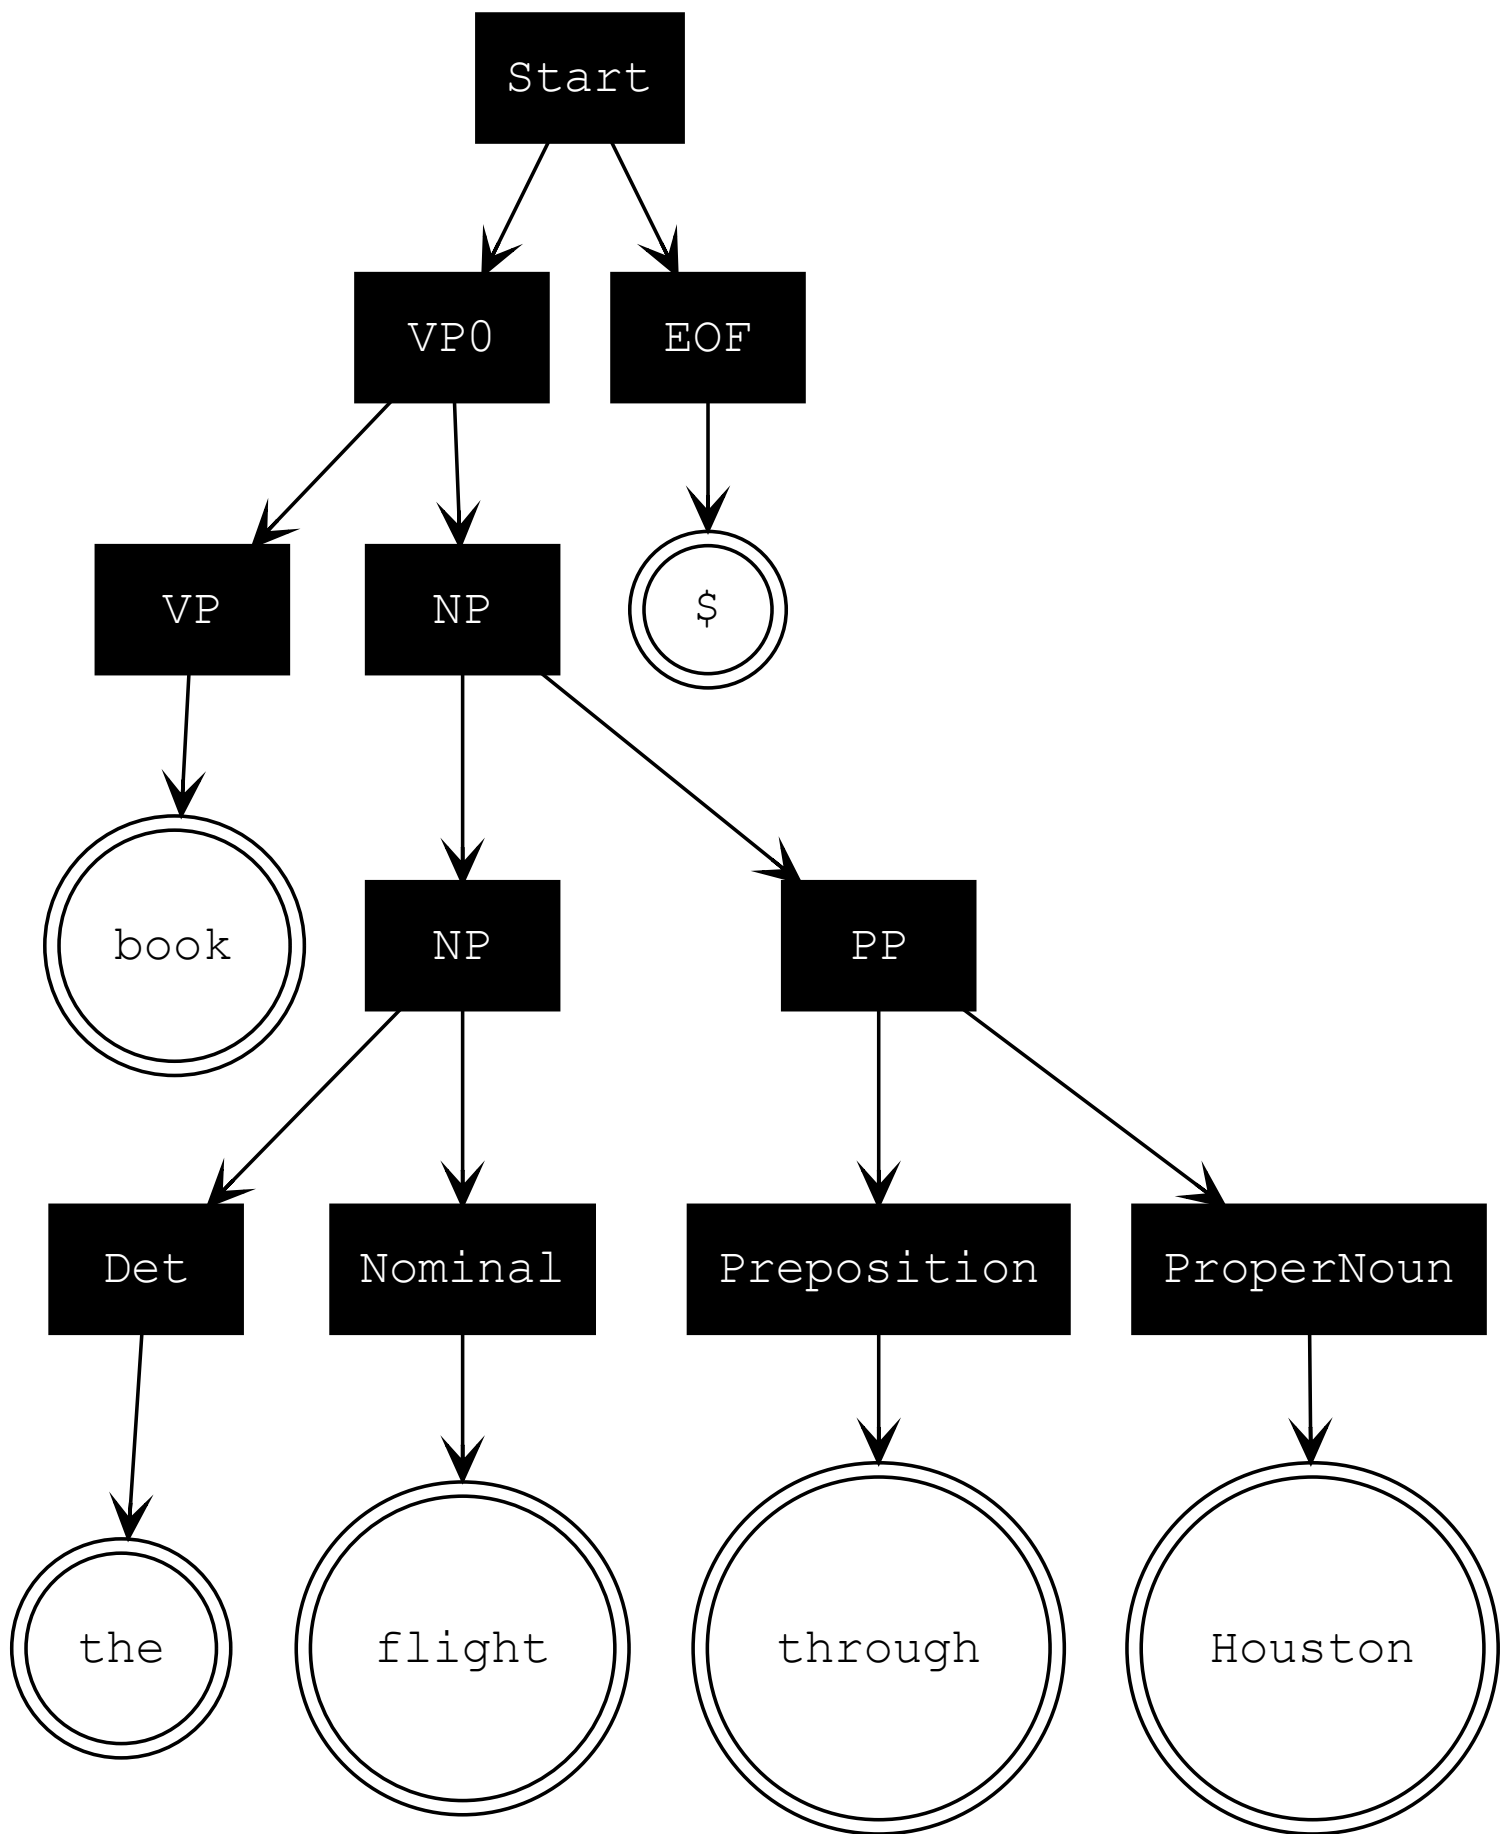 Start
VP0 EOF
VP NP $
book NP PP
Det Nominal Preposition ProperNoun
the flight through Houston